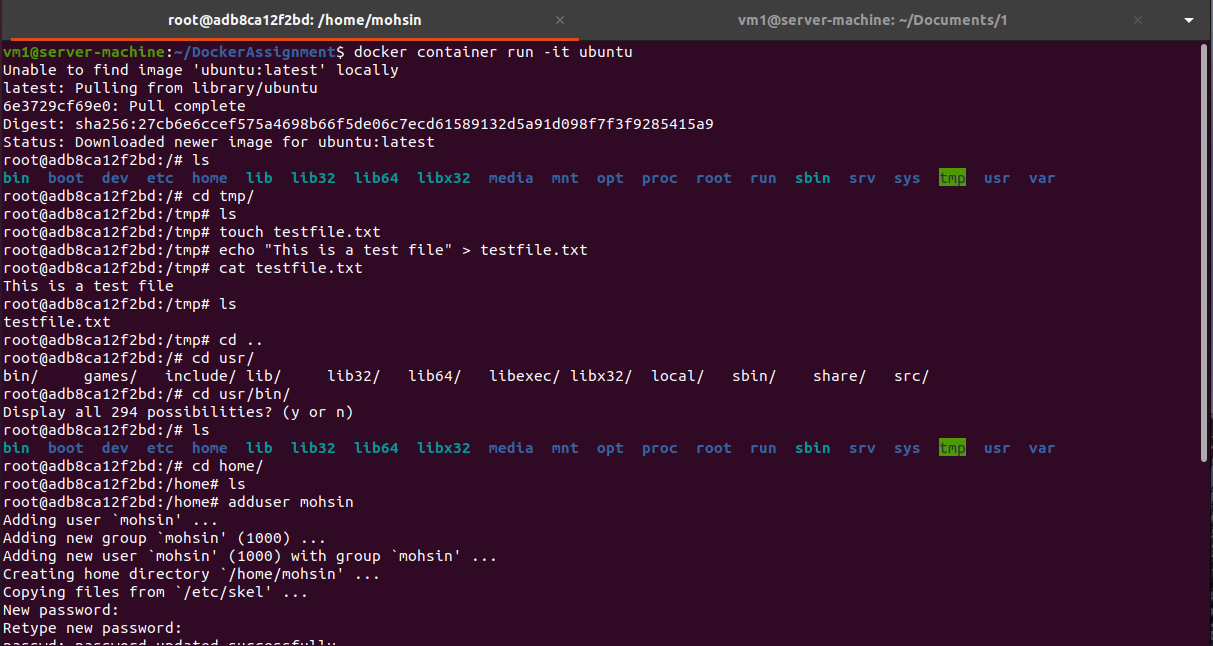 root@adb8ca12f2bd: /home/mohsin × vm1@server-machine: ~/Documents/1 ×
vm1@server-machine:~/DockerAssignment$ docker container run -it ubuntu
Unable to find image 'ubuntu:latest' locally
latest: Pulling from library/ubuntu
6e3729cf69e0: Pull complete
Digest: sha256:27cb6e6ccef575a4698b66f5de06c7ecd61589132d5a91d098f7f3f9285415a9
Status: Downloaded newer image for ubuntu:latest
root@adb8ca12f2bd:/# ls
bin  boot  dev  etc  home  lib  lib32  lib64  libx32  media  mnt  opt  proc  root  run  sbin  srv  sys  tmp  usr  var
root@adb8ca12f2bd:/# cd tmp/
root@adb8ca12f2bd:/tmp# ls
root@adb8ca12f2bd:/tmp# touch testfile.txt
root@adb8ca12f2bd:/tmp# echo "This is a test file" > testfile.txt
root@adb8ca12f2bd:/tmp# cat testfile.txt
This is a test file
root@adb8ca12f2bd:/tmp# ls
testfile.txt
root@adb8ca12f2bd:/tmp# cd ..
root@adb8ca12f2bd:/# cd usr/
bin/     games/   include/ lib/     lib32/   lib64/   libexec/ libx32/  local/   sbin/    share/   src/
root@adb8ca12f2bd:/# cd usr/bin/
Display all 294 possibilities? (y or n)
root@adb8ca12f2bd:/# ls
bin  boot  dev  etc  home  lib  lib32  lib64  libx32  media  mnt  opt  proc  root  run  sbin  srv  sys  tmp  usr  var
root@adb8ca12f2bd:/# cd home/
root@adb8ca12f2bd:/home# ls
root@adb8ca12f2bd:/home# adduser mohsin
Adding user `mohsin' ...
Adding new group `mohsin' (1000) ...
Adding new user `mohsin' (1000) with group `mohsin' ...
Creating home directory `/home/mohsin' ...
Copying files from `/etc/skel' ...
New password:
Retype new password:
passwd: password updated successfully